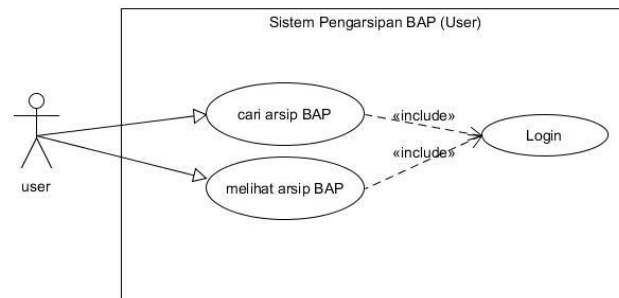 Sistem Pengarsipan BAP (User)
cari arsip BAP
«include»
Login
«include»
melihat arsip BAP
user